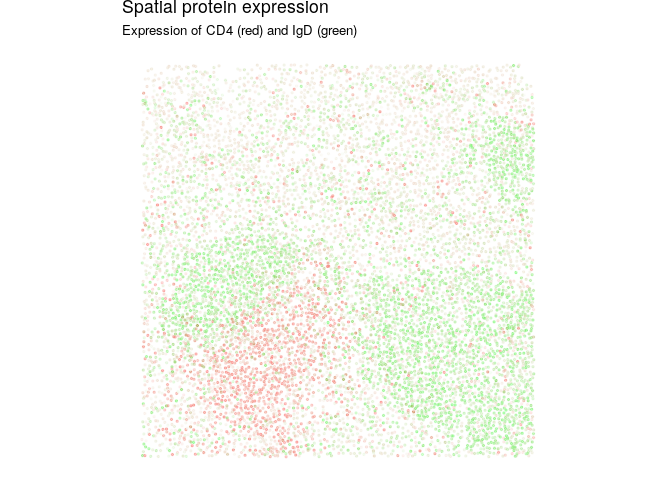 Spatial protein expression
Expression of CD4 (red) and IgD (green)